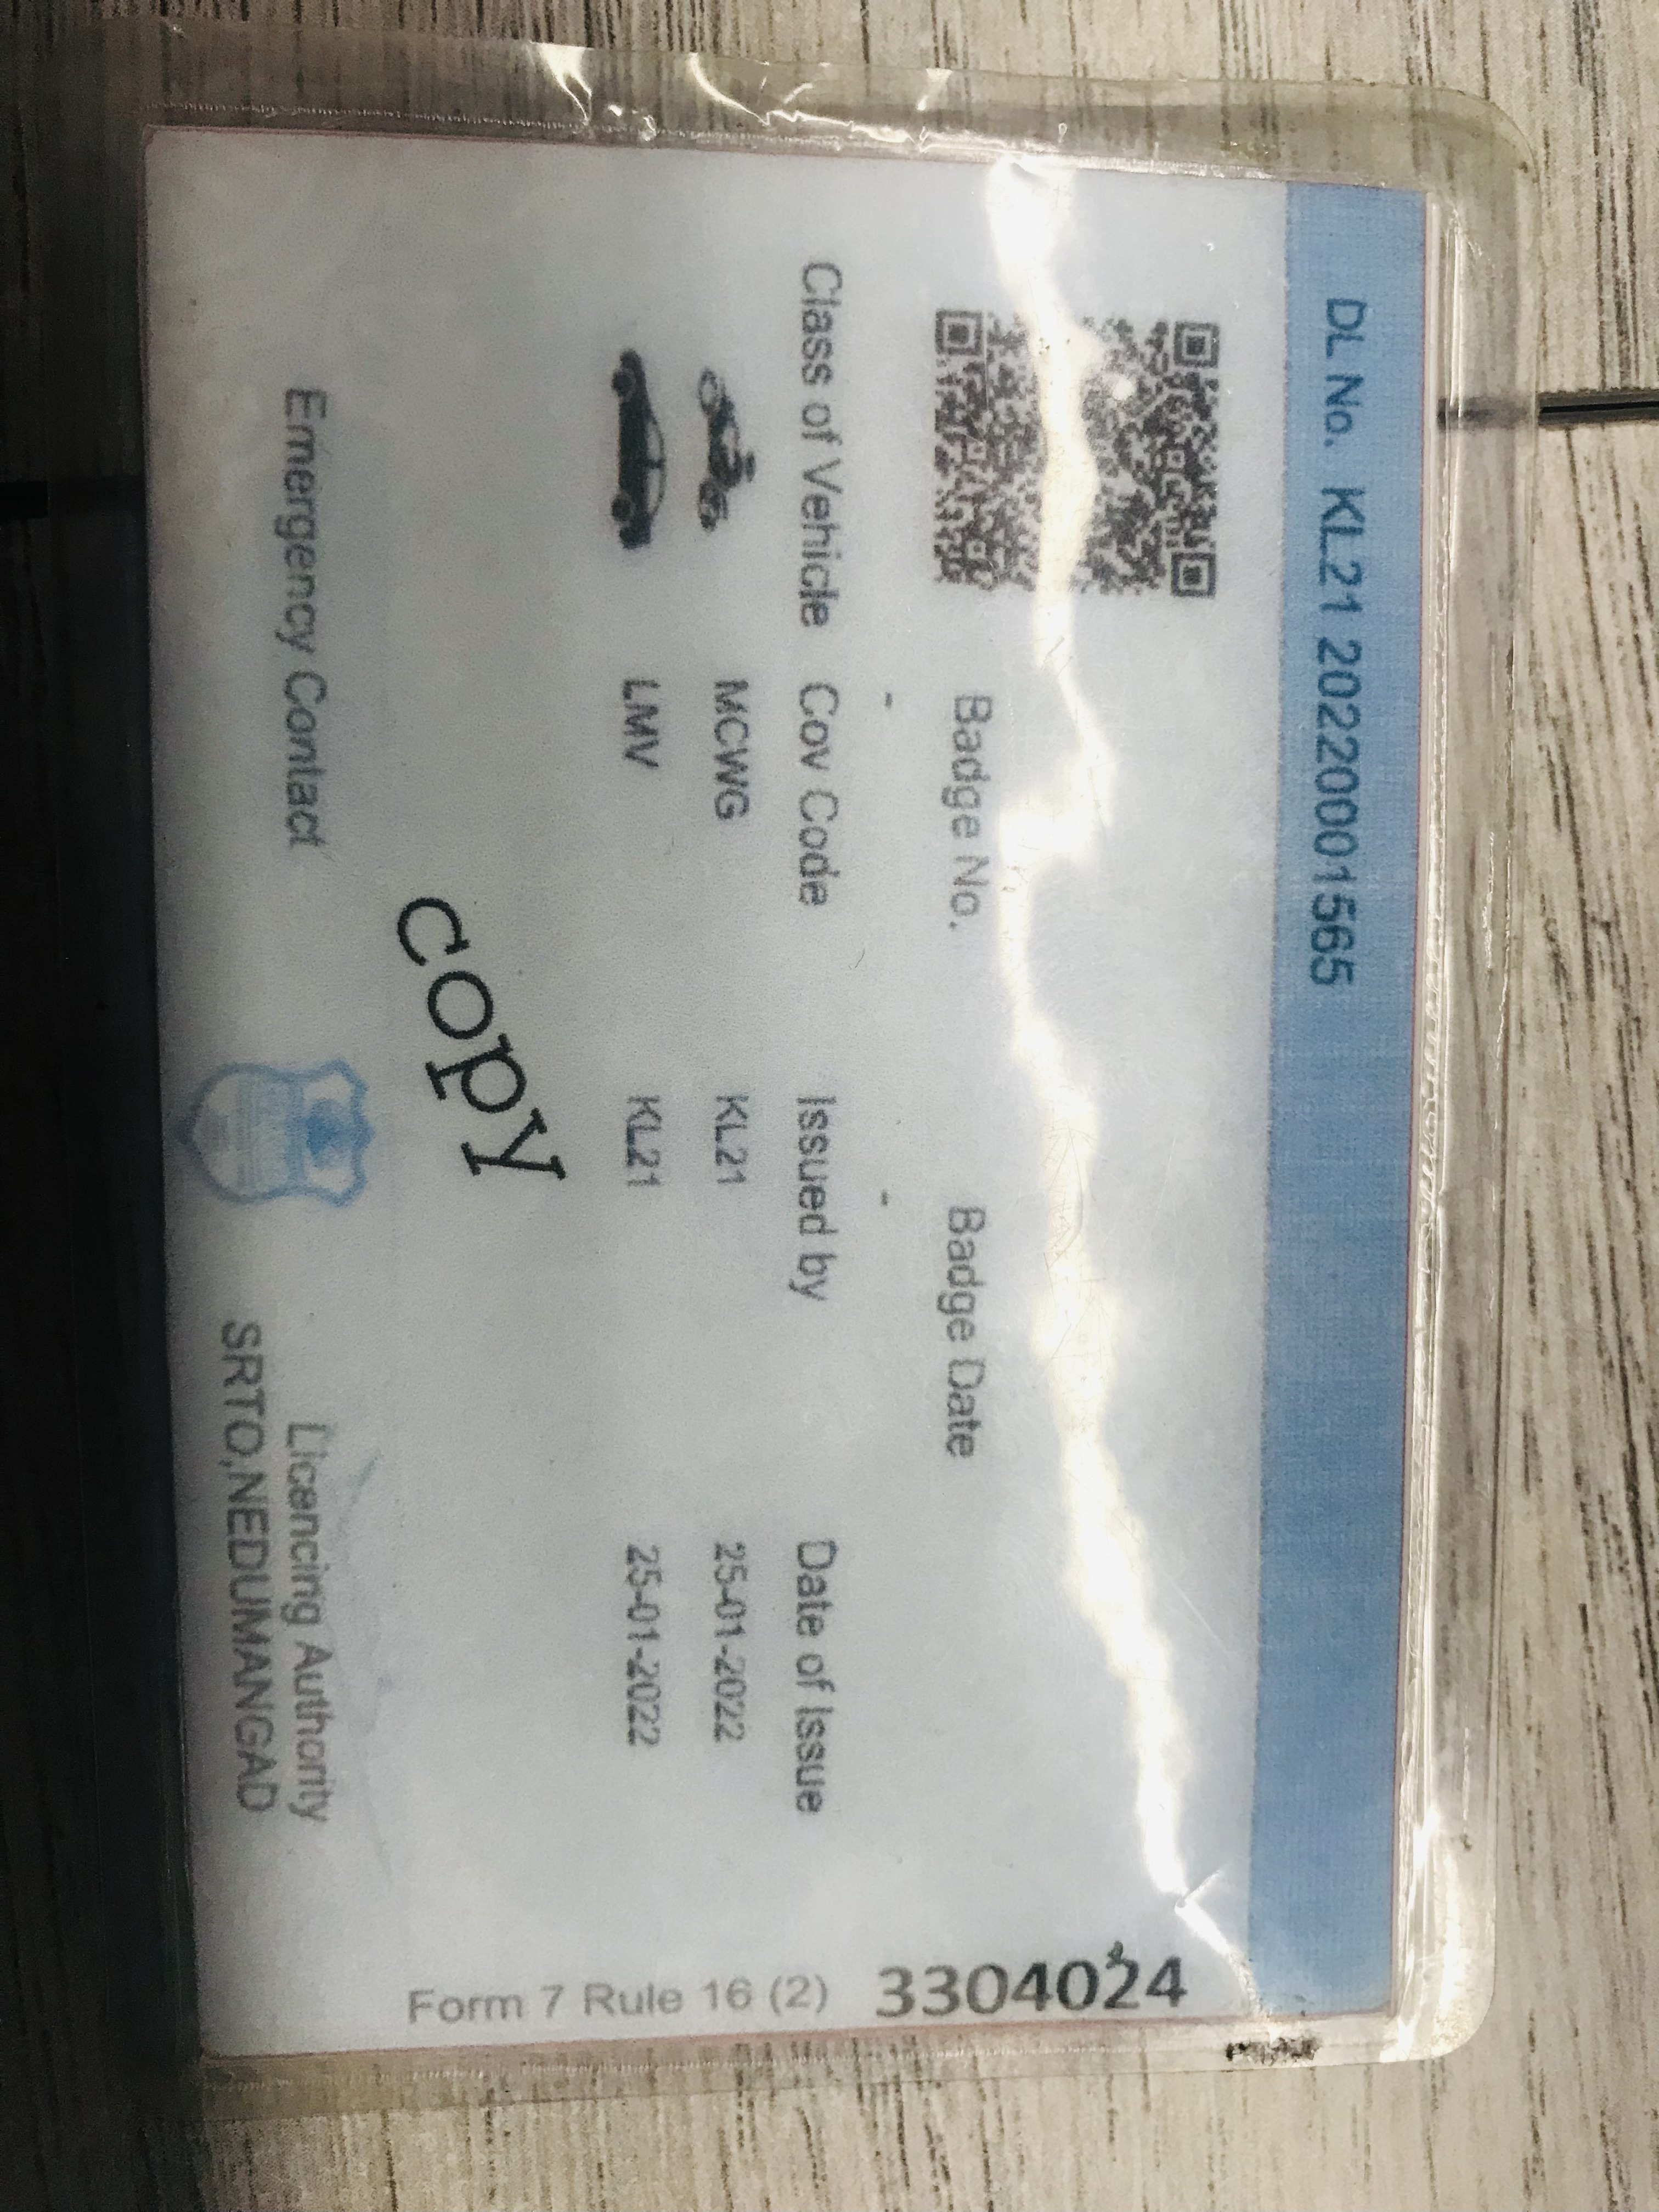 DL No. KL21 20220001565
Badge No. Badge Date
- -
Class of Vehicle Cov Code Issued by Date of Issue
MCWG KL21 25-01-2022
LMV KL21 25-01-2022
copy
Emergency Contact Licencing Authority
SRTO,NEDUMANGAD
3304024
Form 7 Rule 16 (2)